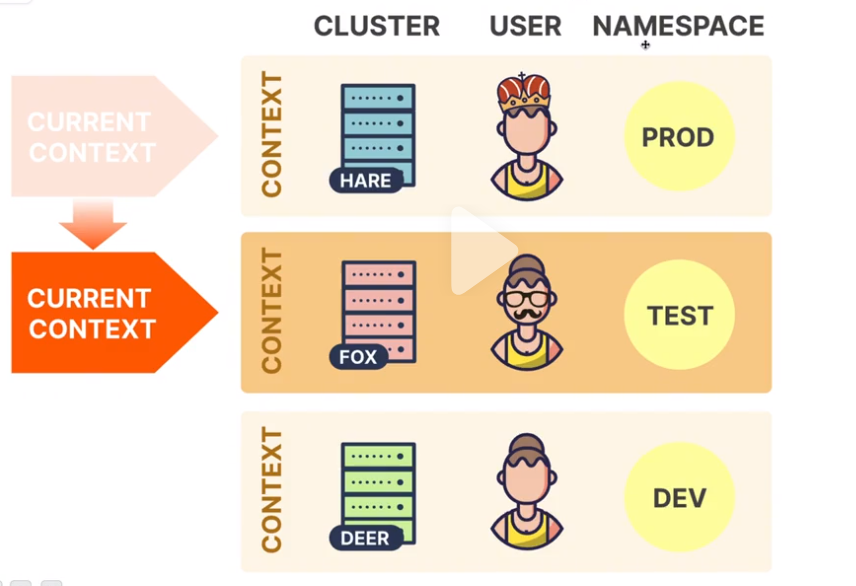 CLUSTER USER NAMESPACE
CURRENT
CONTEXT
CONTEXT
HARE
PROD
CURRENT
CONTEXT
CONTEXT
FOX
TEST
CONTEXT
DEER
DEV